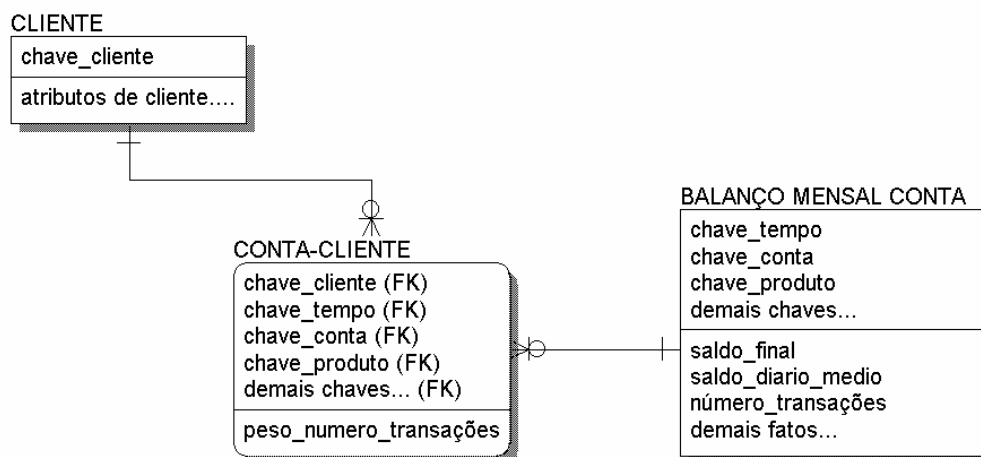 CLIENTE
chave_cliente
atributos de cliente....
BALANÇO MENSAL CONTA
chave_tempo
chave_conta
chave_produto
demais chaves...
saldo_final
saldo_diario_medio
número_transações
demais fatos...
CONTA-CLIENTE
chave_cliente (FK)
chave_tempo (FK)
chave_conta (FK)
chave_produto (FK)
demais chaves... (FK)
peso_numero_transações